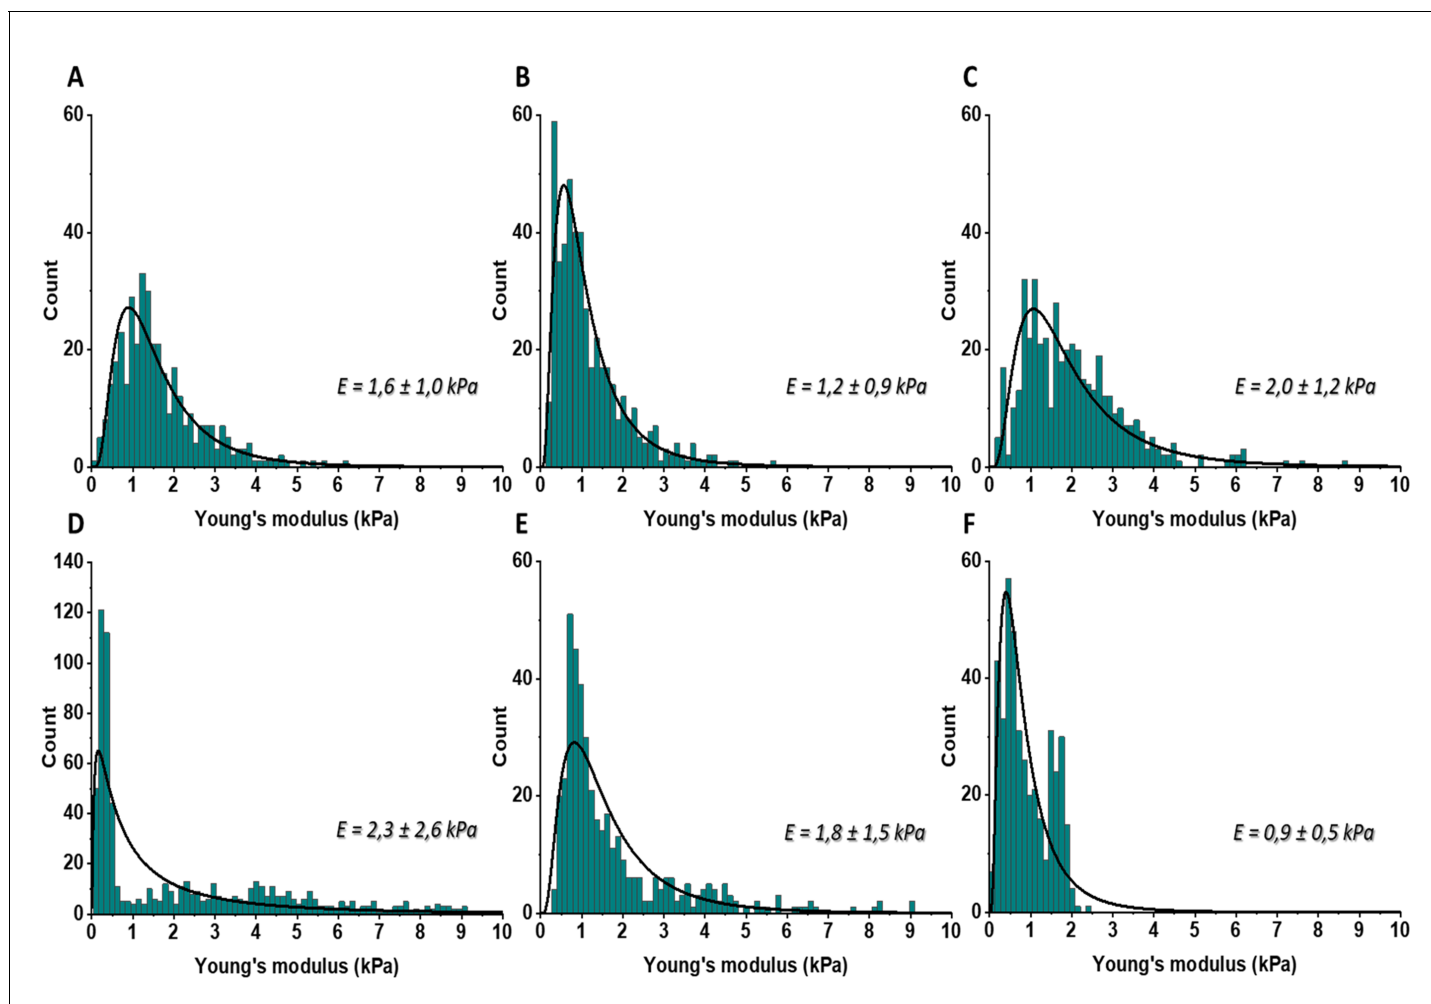 A
60
40
20
0
Count
E = 1,6 ± 1,0 kPa
0 1 2 3 4 5 6 7 8 9 10
Young's modulus (kPa)
B
60
40
20
0
Count
E = 1,2 ± 0,9 kPa
0 1 2 3 4 5 6 7 8 9 10
Young's modulus (kPa)
C
60
40
20
0
Count
E = 2,0 ± 1,2 kPa
0 1 2 3 4 5 6 7 8 9 10
Young's modulus (kPa)
D
140
120
100
80
60
40
20
0
Count
E = 2,3 ± 2,6 kPa
0 1 2 3 4 5 6 7 8 9 10
Young's modulus (kPa)
E
60
40
20
0
Count
E = 1,8 ± 1,5 kPa
0 1 2 3 4 5 6 7 8 9 10
Young's modulus (kPa)
F
60
40
20
0
Count
E = 0,9 ± 0,5 kPa
0 1 2 3 4 5 6 7 8 9 10
Young's modulus (kPa)